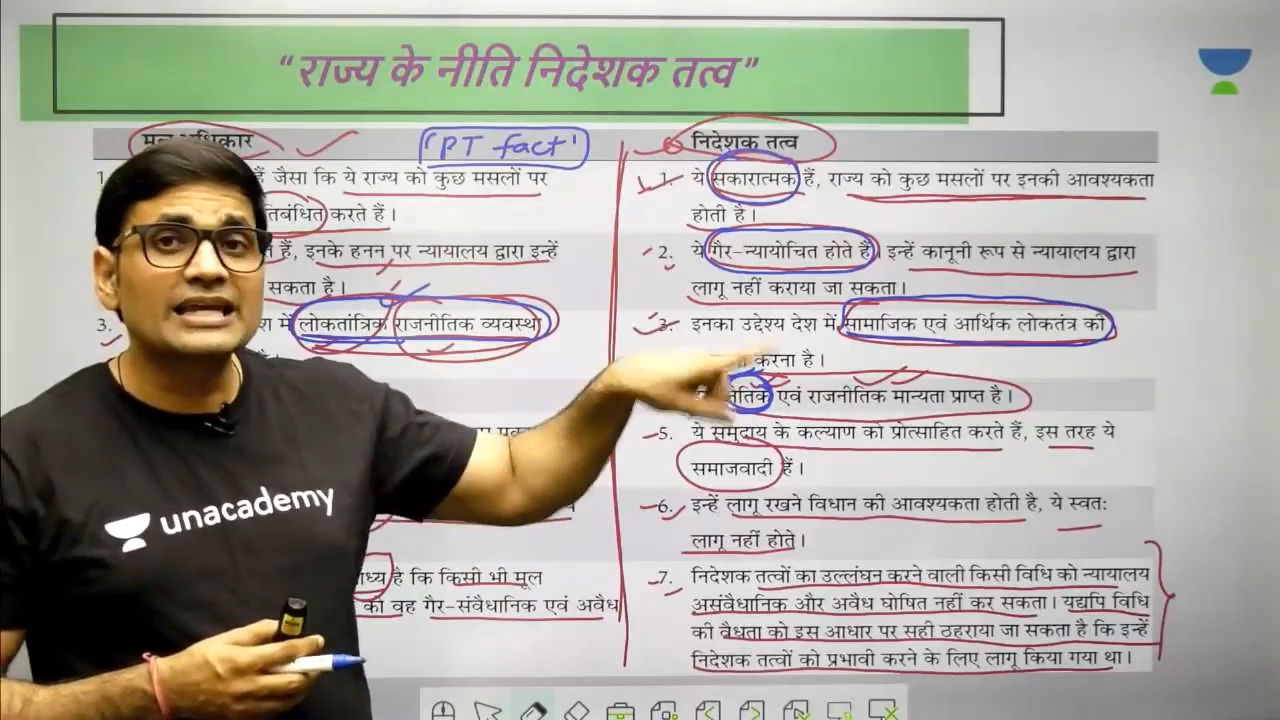 “राज्य के नीति निदेशक तत्व”
'PT fact'
निदेशक तत्व
हैं जैसा कि ये राज्य को कुछ मसलों पर
करते हैं।
हैं, इनके हनन पर न्यायालय द्वारा इन्हें
सकता है।
3. में लोकतांत्रिक राजनीतिक व्यवस्था
है कि किसी भी मूल
को वह गैर-संवैधानिक एवं अवैध
1. ये सकारात्मक हैं, राज्य को कुछ मसलों पर इनकी आवश्यकता
होती है।
2. ये गैर-न्यायोचित होते हैं। इन्हें कानूनी रूप से न्यायालय द्वारा
लागू नहीं कराया जा सकता।
3. इनका उद्देश्य देश में सामाजिक एवं आर्थिक लोकतंत्र की
करना है।
एवं राजनीतिक मान्यता प्राप्त है।
5. ये समुदाय के कल्याण को प्रोत्साहित करते हैं, इस तरह ये
समाजवादी हैं।
6. इन्हें लागू रखने विधान की आवश्यकता होती है, ये स्वत:
लागू नहीं होते।
7. निदेशक तत्वों का उल्लंघन करने वाली किसी विधि को न्यायालय
असंवैधानिक और अवैध घोषित नहीं कर सकता। यद्यपि विधि
की वैधता को इस आधार पर सही ठहराया जा सकता है कि इन्हें
निदेशक तत्वों को प्रभावी करने के लिए लागू किया गया था।
unacademy